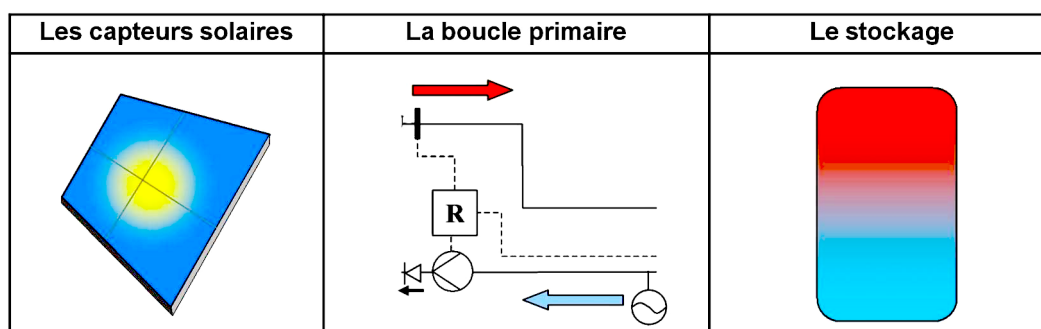 Les capteurs solaires
La boucle primaire
Le stockage
R